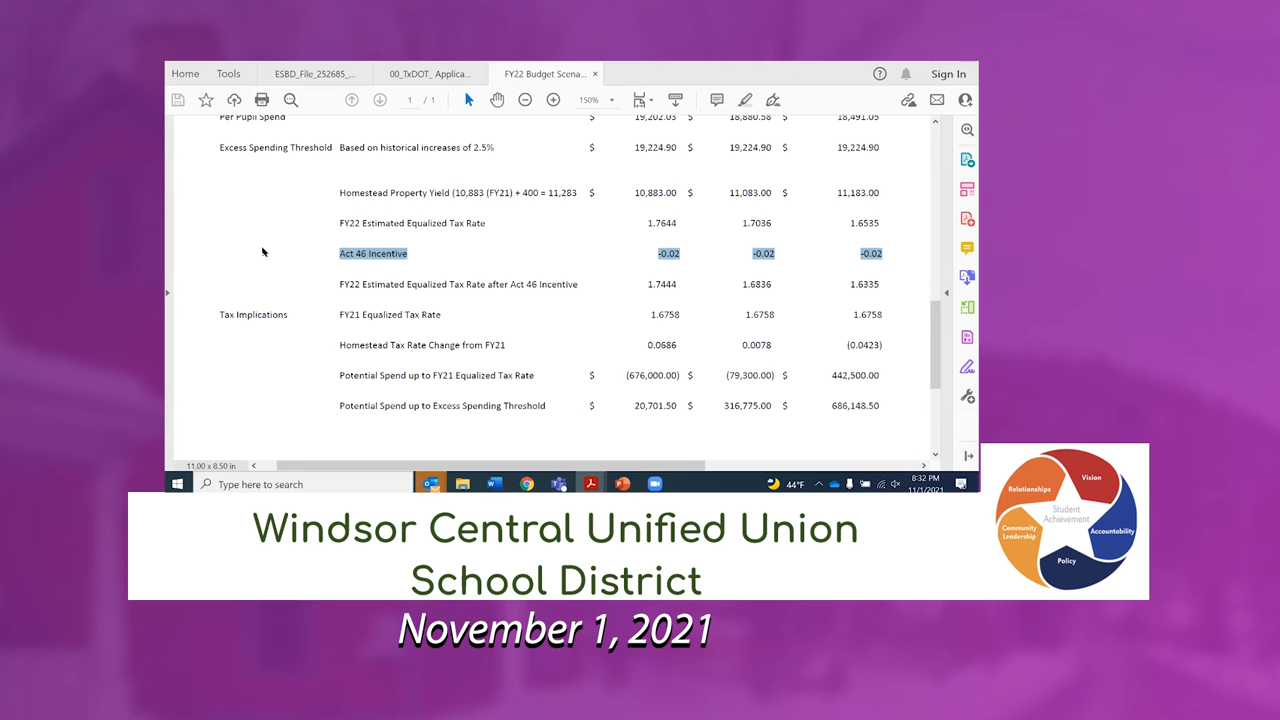 Home Tools ESBD_File_252685_... 00_TxDOT_ Applica... FY22 Budget Scena... × Sign In
1 / 1 150%
Per Pupil Spend $ 19,202.03 $ 18,880.58 $ 18,491.05
Excess Spending Threshold Based on historical increases of 2.5% $ 19,224.90 $ 19,224.90 $ 19,224.90
Homestead Property Yield (10,883 (FY21) + 400 = 11,283 $ 10,883.00 $ 11,083.00 $ 11,183.00
FY22 Estimated Equalized Tax Rate 1.7644 1.7036 1.6535
Act 46 Incentive -0.02 -0.02 -0.02
FY22 Estimated Equalized Tax Rate after Act 46 Incentive 1.7444 1.6836 1.6335
Tax Implications FY21 Equalized Tax Rate 1.6758 1.6758 1.6758
Homestead Tax Rate Change from FY21 0.0686 0.0078 (0.0423)
Potential Spend up to FY21 Equalized Tax Rate $ (676,000.00) $ (79,300.00) $ 442,500.00
Potential Spend up to Excess Spending Threshold $ 20,701.50 $ 316,775.00 $ 686,148.50
11.00 x 8.50 in
Type here to search 44°F 8:32 PM
11/1/2021
Relationships
Vision
Student
Achievement
Community
Leadership
Accountability
Policy
Windsor Central Unified Union
School District
November 1, 2021